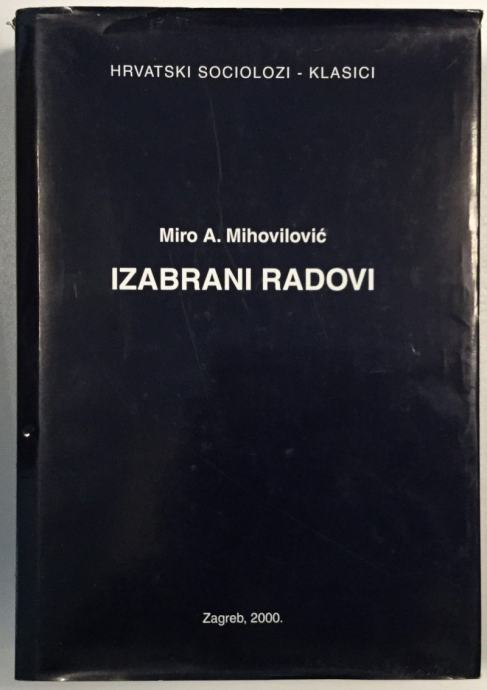 HRVATSKI SOCIOLOZI - KLASICI
Miro A. Mihovilović
IZABRANI RADOVI
Zagreb, 2000.